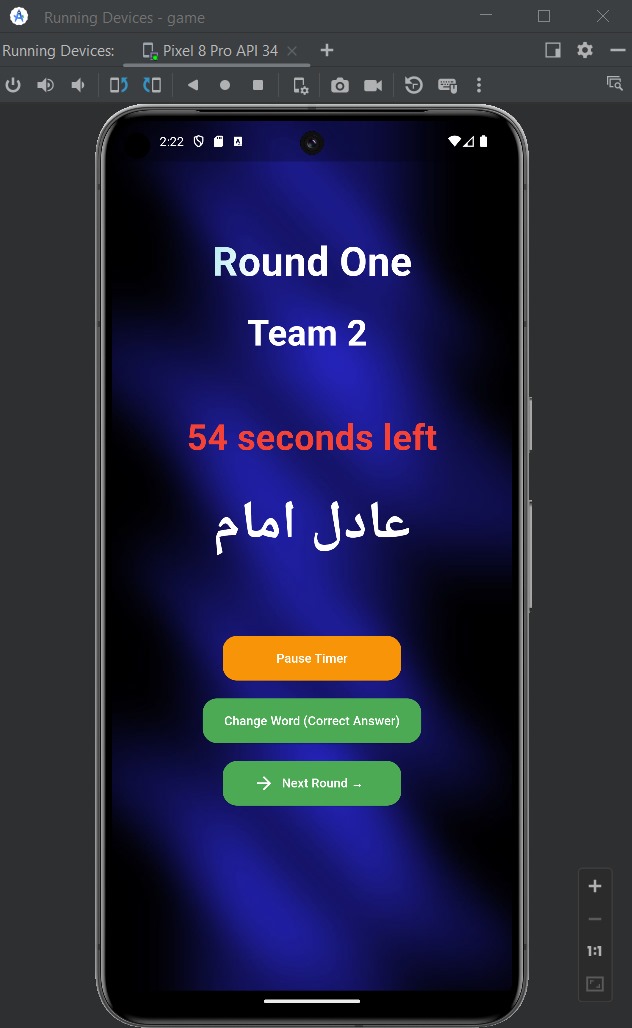 Running Devices - game
Running Devices:
Pixel 8 Pro API 34
2:22
Round One
Team 2
54 seconds left
عادل امام
Pause Timer
Change Word (Correct Answer)
Next Round →
1:1